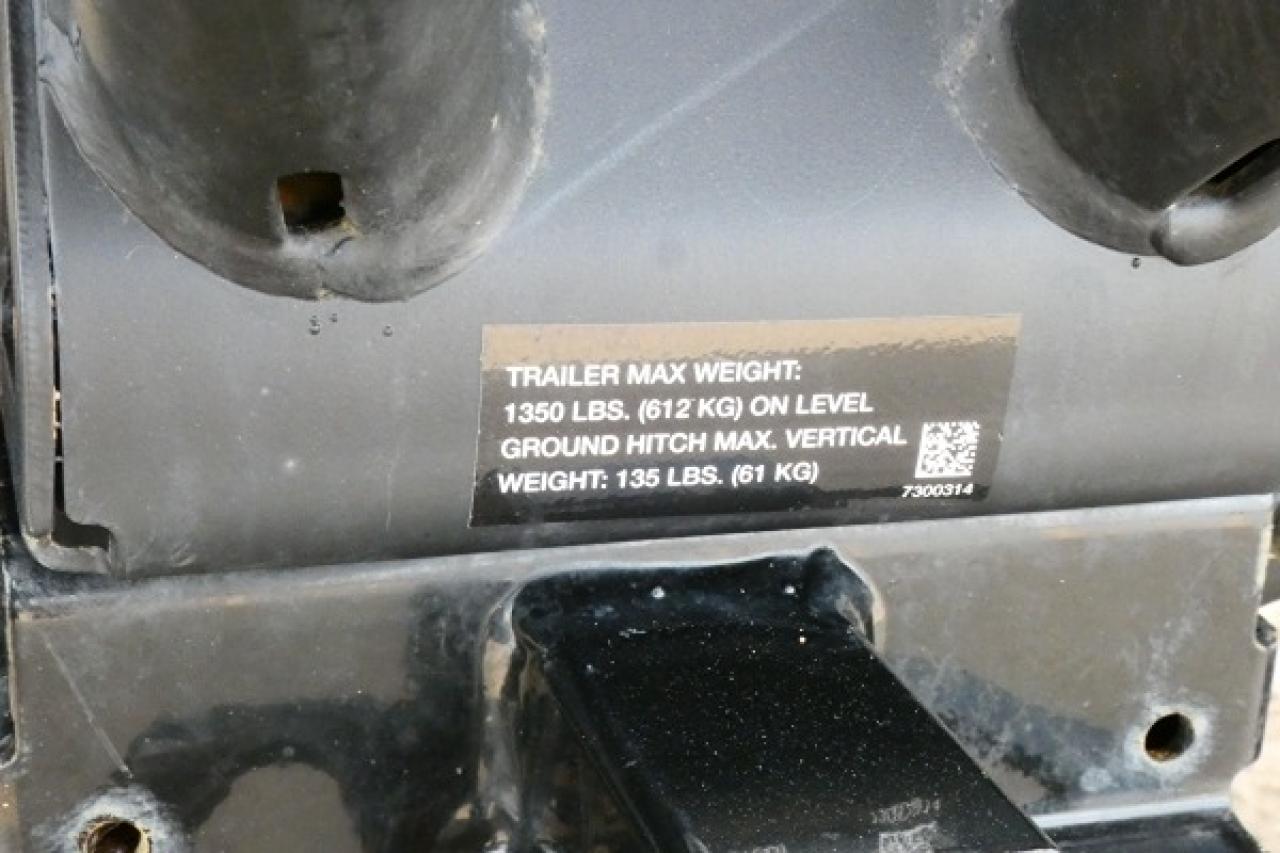 TRAILER MAX WEIGHT:
1350 LBS. (612 KG) ON LEVEL
GROUND HITCH MAX. VERTICAL
WEIGHT: 135 LBS. (61 KG)
7300314